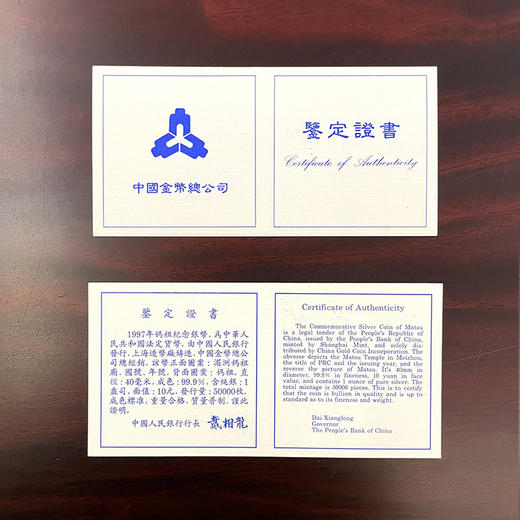 中國金幣總公司
鑒定證書
Certificate of Authenticity
鑒定證書
1997年媽祖紀念銀幣,爲中華人
民共和國法定貨幣,由中國人民銀行
發行,上海造幣廠鑄造,中國金幣總公
司總經銷。該幣正面圖案:湄洲媽祖
廟、國號、年號,背面圖案:媽祖。直
徑:40毫米,成色:99.9%,含純銀:1
盎司,面值:10元,發行量:50000枚。
成色標準,重量合格,質量普制,謹此
證明。
中國人民銀行行長 戴相龍
Certificate of Authenticity
The Commemorative Silver Coin of Matsu
is a legal tender of the People's Republic of
China, issued by the People's Bank of China,
minted by Shanghai Mint, and solely dis-
tributed by China Gold Coin Incorporation. The
obverse depicts the Matsu Temple in Meizhou,
the title of PRC and the issuing year, and the
reverse the picture of Matsu. It's 40mm in
diameter, 99.9% in fineness, 10 yuan in face
value, and contains 1 ounce of pure silver. The
total mintage is 50000 pieces. This is to certify
that the coin is bullion in quality and is up to
standard as to its fineness and weight.
Dai Xianglong
Governor
The People's Bank of China